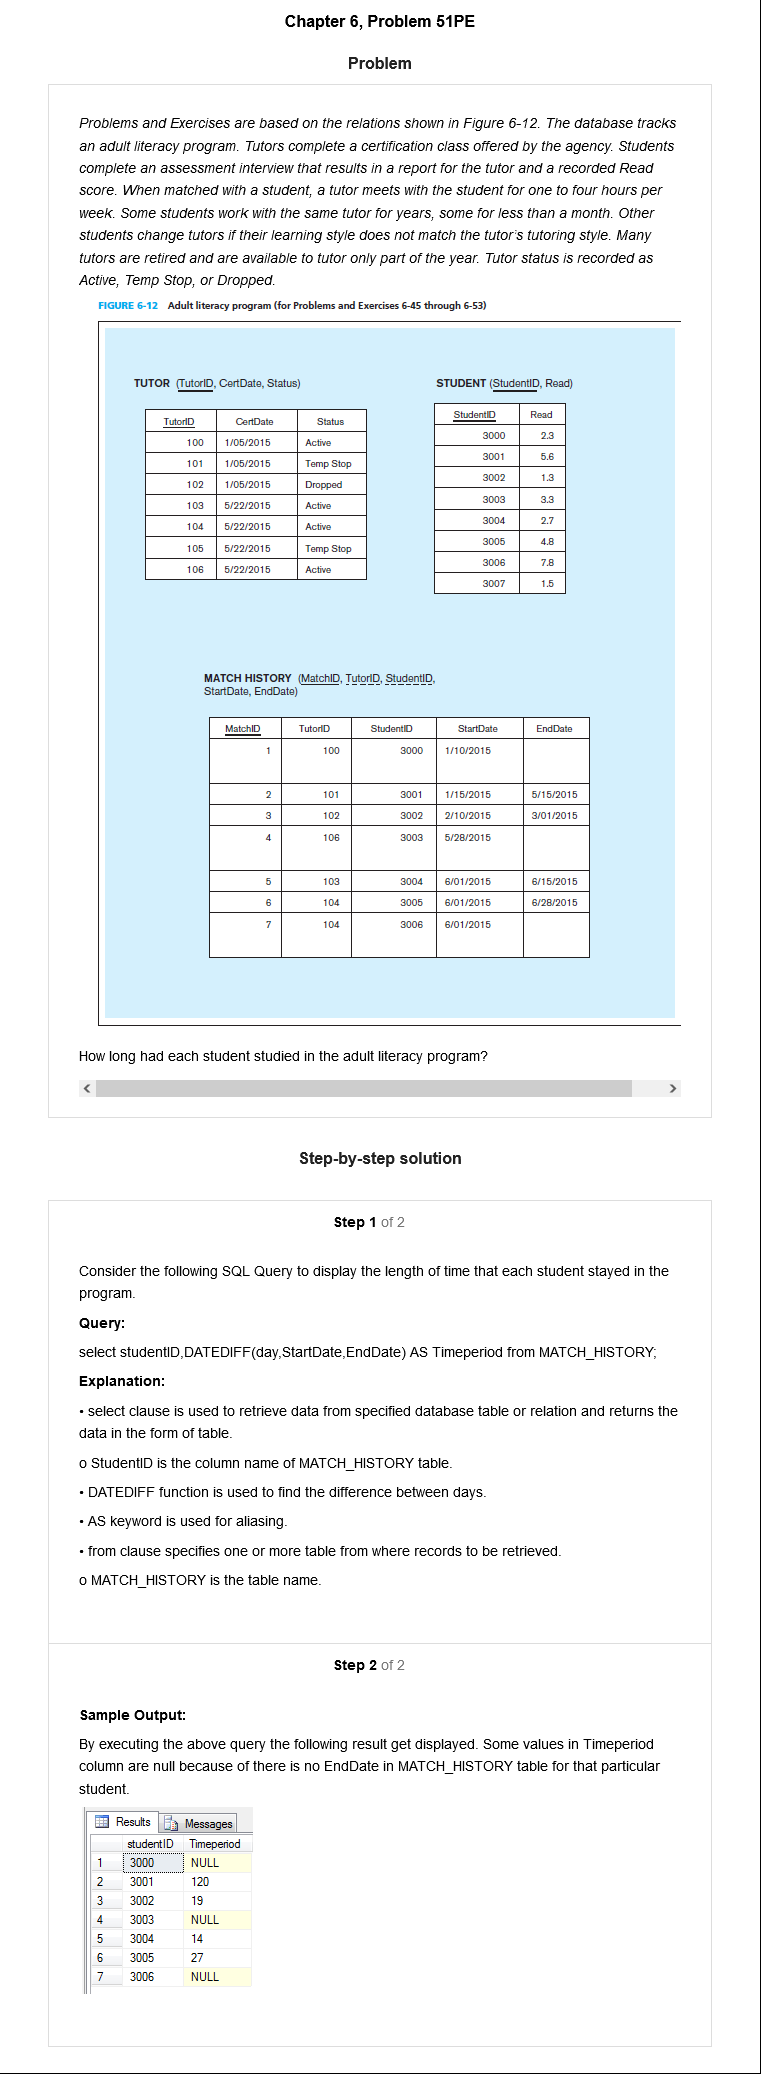 Chapter 6, Problem 51PE
Problem
Problems and Exercises are based on the relations shown in Figure 6-12. The database tracks
an adult literacy program. Tutors complete a certification class offered by the agency. Students
complete an assessment interview that results in a report for the tutor and a recorded Read
score. When matched with a student, a tutor meets with the student for one to four hours per
week. Some students work with the same tutor for years, some for less than a month. Other
students change tutors if their learning style does not match the tutor's tutoring style. Many
tutors are retired and are available to tutor only part of the year. Tutor status is recorded as
Active, Temp Stop, or Dropped.
FIGURE 6-12 Adult literacy program (for Problems and Exercises 6-45 through 6-53)
TUTOR (TutorID, CertDate, Status)
TutorID CertDate Status
100 1/05/2015 Active
101 1/05/2015 Temp Stop
102 1/05/2015 Dropped
103 5/22/2015 Active
104 5/22/2015 Active
105 5/22/2015 Temp Stop
106 5/22/2015 Active
STUDENT (StudentID, Read)
StudentID Read
3000 2.3
3001 5.6
3002 1.3
3003 3.3
3004 2.7
3005 4.8
3006 7.8
3007 1.5
MATCH HISTORY (MatchID, TutorID, StudentID,
StartDate, EndDate)
MatchID TutorID StudentID StartDate EndDate
1 100 3000 1/10/2015
2 101 3001 1/15/2015 5/15/2015
3 102 3002 2/10/2015 3/01/2015
4 106 3003 5/28/2015
5 103 3004 6/01/2015 6/15/2015
6 104 3005 6/01/2015 6/28/2015
7 104 3006 6/01/2015
How long had each student studied in the adult literacy program?
Step-by-step solution
Step 1 of 2
Consider the following SQL Query to display the length of time that each student stayed in the
program.
Query:
select studentID,DATEDIFF(day,StartDate,EndDate) AS Timeperiod from MATCH_HISTORY;
Explanation:
• select clause is used to retrieve data from specified database table or relation and returns the
data in the form of table.
o StudentID is the column name of MATCH_HISTORY table.
• DATEDIFF function is used to find the difference between days.
• AS keyword is used for aliasing.
• from clause specifies one or more table from where records to be retrieved.
o MATCH_HISTORY is the table name.
Step 2 of 2
Sample Output:
By executing the above query the following result get displayed. Some values in Timeperiod
column are null because of there is no EndDate in MATCH_HISTORY table for that particular
student.
Results Messages
studentID Timeperiod
1 3000 NULL
2 3001 120
3 3002 19
4 3003 NULL
5 3004 14
6 3005 27
7 3006 NULL